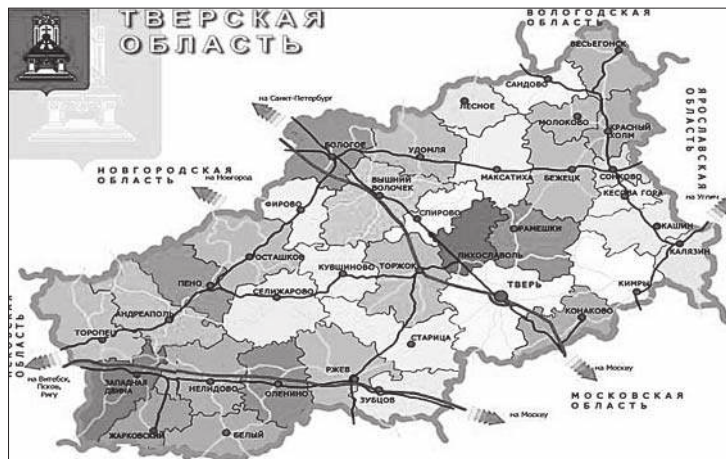 ТВЕРСКАЯ
ОБЛАСТЬ
ВОЛОГОДСКАЯ
ОБЛАСТЬ
ВЕСЬЕГОНСК
САНДОВО
на Санкт-Петербург
ЛЕСНОЕ
МОЛОКОВО
КРАСНЫЙ
ХОЛМ
ЯРОСЛАВСКАЯ
ОБЛАСТЬ
БОЛОГОЕ
УДОМЛЯ
НОВГОРОДСКАЯ
ОБЛАСТЬ
на Новгород
МАКСАТИХА
БЕЖЕЦК
СОНКОВО
КЕСОВА ГОРА
на Углич
ВЫШНИЙ
ВОЛОЧЕК
ФИРОВО
СПИРОВО
РАМЕШКИ
КАШИН
КАЛЯЗИН
ОСТАШКОВ
КУВШИНОВО
ТОРЖОК
ЛИХОСЛАВЛЬ
ПЕНО
СЕЛИЖАРОВО
ТВЕРЬ
КИМРЫ
АНДРЕАПОЛЬ
КОНАКОВО
ТОРОПЕЦ
ОБЛАСТЬ
СТАРИЦА
на Москву
РЖЕВ
на Витебск,
Псков,
Ригу
ЗАПАДНАЯ
ДВИНА
НЕЛИДОВО
ОЛЕНИНО
ЗУБЦОВ
МОСКОВСКАЯ
ОБЛАСТЬ
на Москву
ЖАРКОВСКИЙ
БЕЛЫЙ